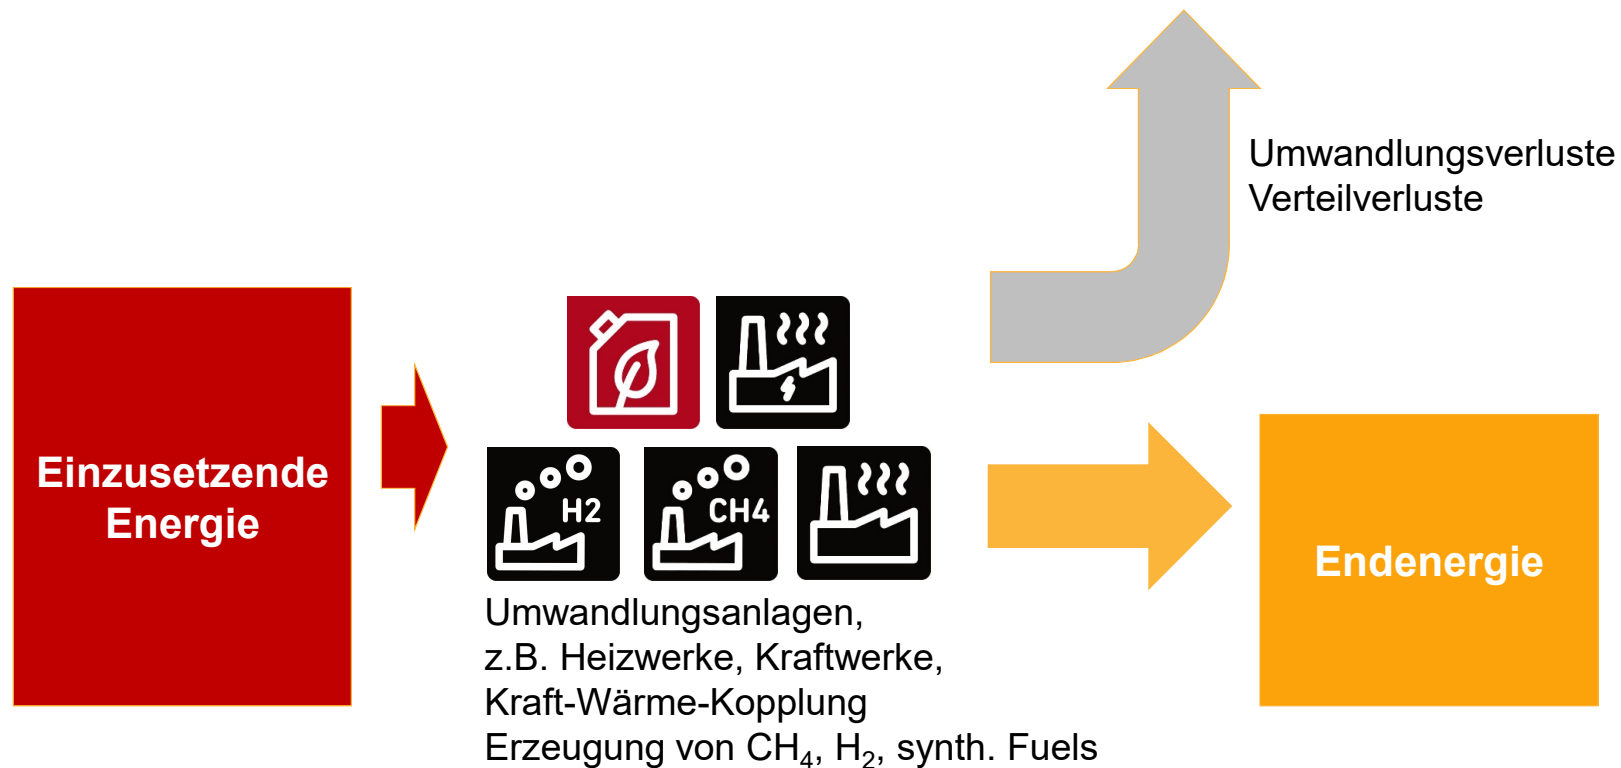 Umwandlungsverluste
Verteilverluste
Einzusetzende
Energie
H2
CH4
Endenergie
Umwandlungsanlagen,
z.B. Heizwerke, Kraftwerke,
Kraft-Wärme-Kopplung
Erzeugung von CH₄, H₂, synth. Fuels